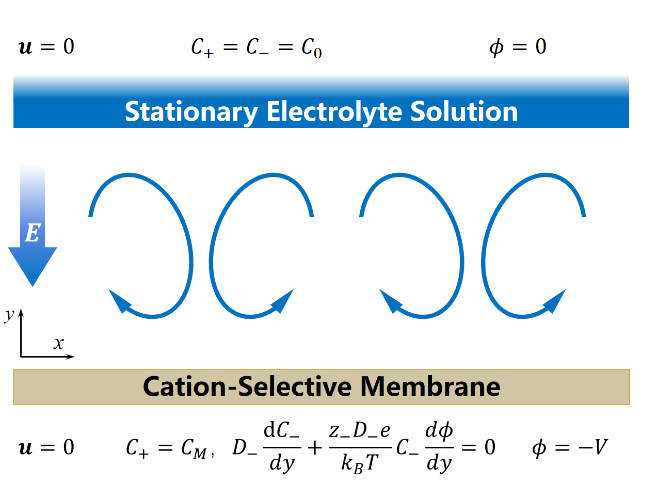 𝒖 = 0 C₊ = C₋ = C₀ ϕ = 0
Stationary Electrolyte Solution
E
y
x
Cation-Selective Membrane
𝒖 = 0 C₊ = C_M, D₋ dC₋/dy + z₋D₋e/k_BT C₋ dϕ/dy = 0 ϕ = −V